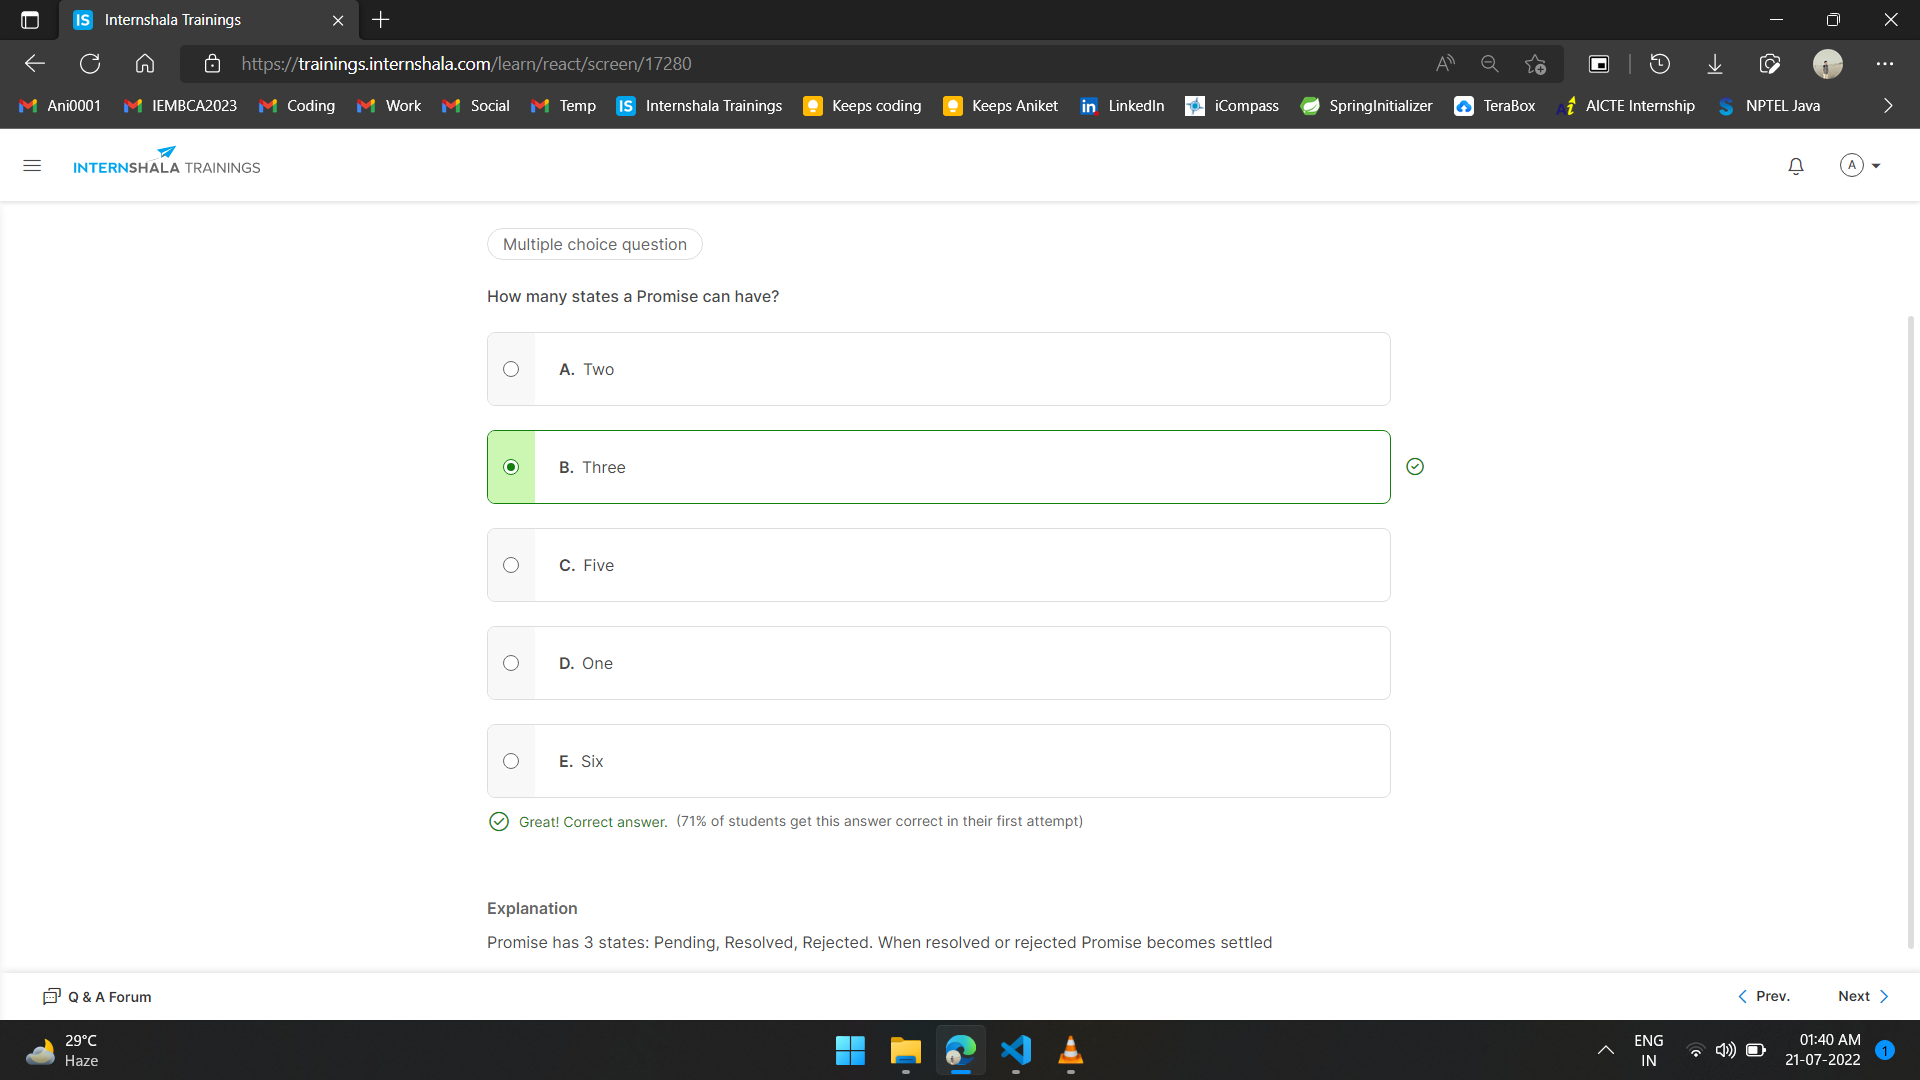 Internshala Trainings
https://trainings.internshala.com/learn/react/screen/17280
Ani0001 IEMBCA2023 Coding Work Social Temp Internshala Trainings Keeps coding Keeps Aniket LinkedIn iCompass SpringInitializer TeraBox AICTE Internship NPTEL Java
INTERNSHALA TRAININGS
A
Multiple choice question
How many states a Promise can have?
A. Two
B. Three
C. Five
D. One
E. Six
Great! Correct answer. (71% of students get this answer correct in their first attempt)
Explanation
Promise has 3 states: Pending, Resolved, Rejected. When resolved or rejected Promise becomes settled
Q & A Forum Prev. Next
29°C
Haze
ENG
IN
01:40 AM
21-07-2022
1